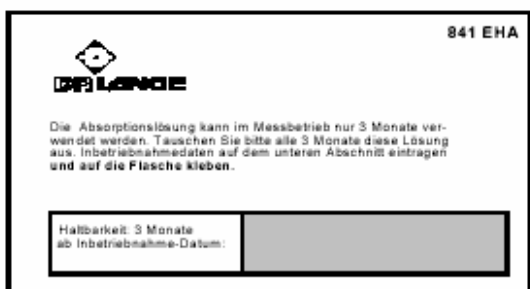 841 EHA
DR LANGE
Die Absorptionslösung kann im Messbetrieb nur 3 Monate ver-
wendet werden. Tauschen Sie bitte alle 3 Monate diese Lösung
aus. Inbetriebnahmedaten auf dem unteren Abschnitt eintragen
und auf die Flasche kleben.
Haltbarkeit: 3 Monate
ab Inbetriebnahme-Datum: